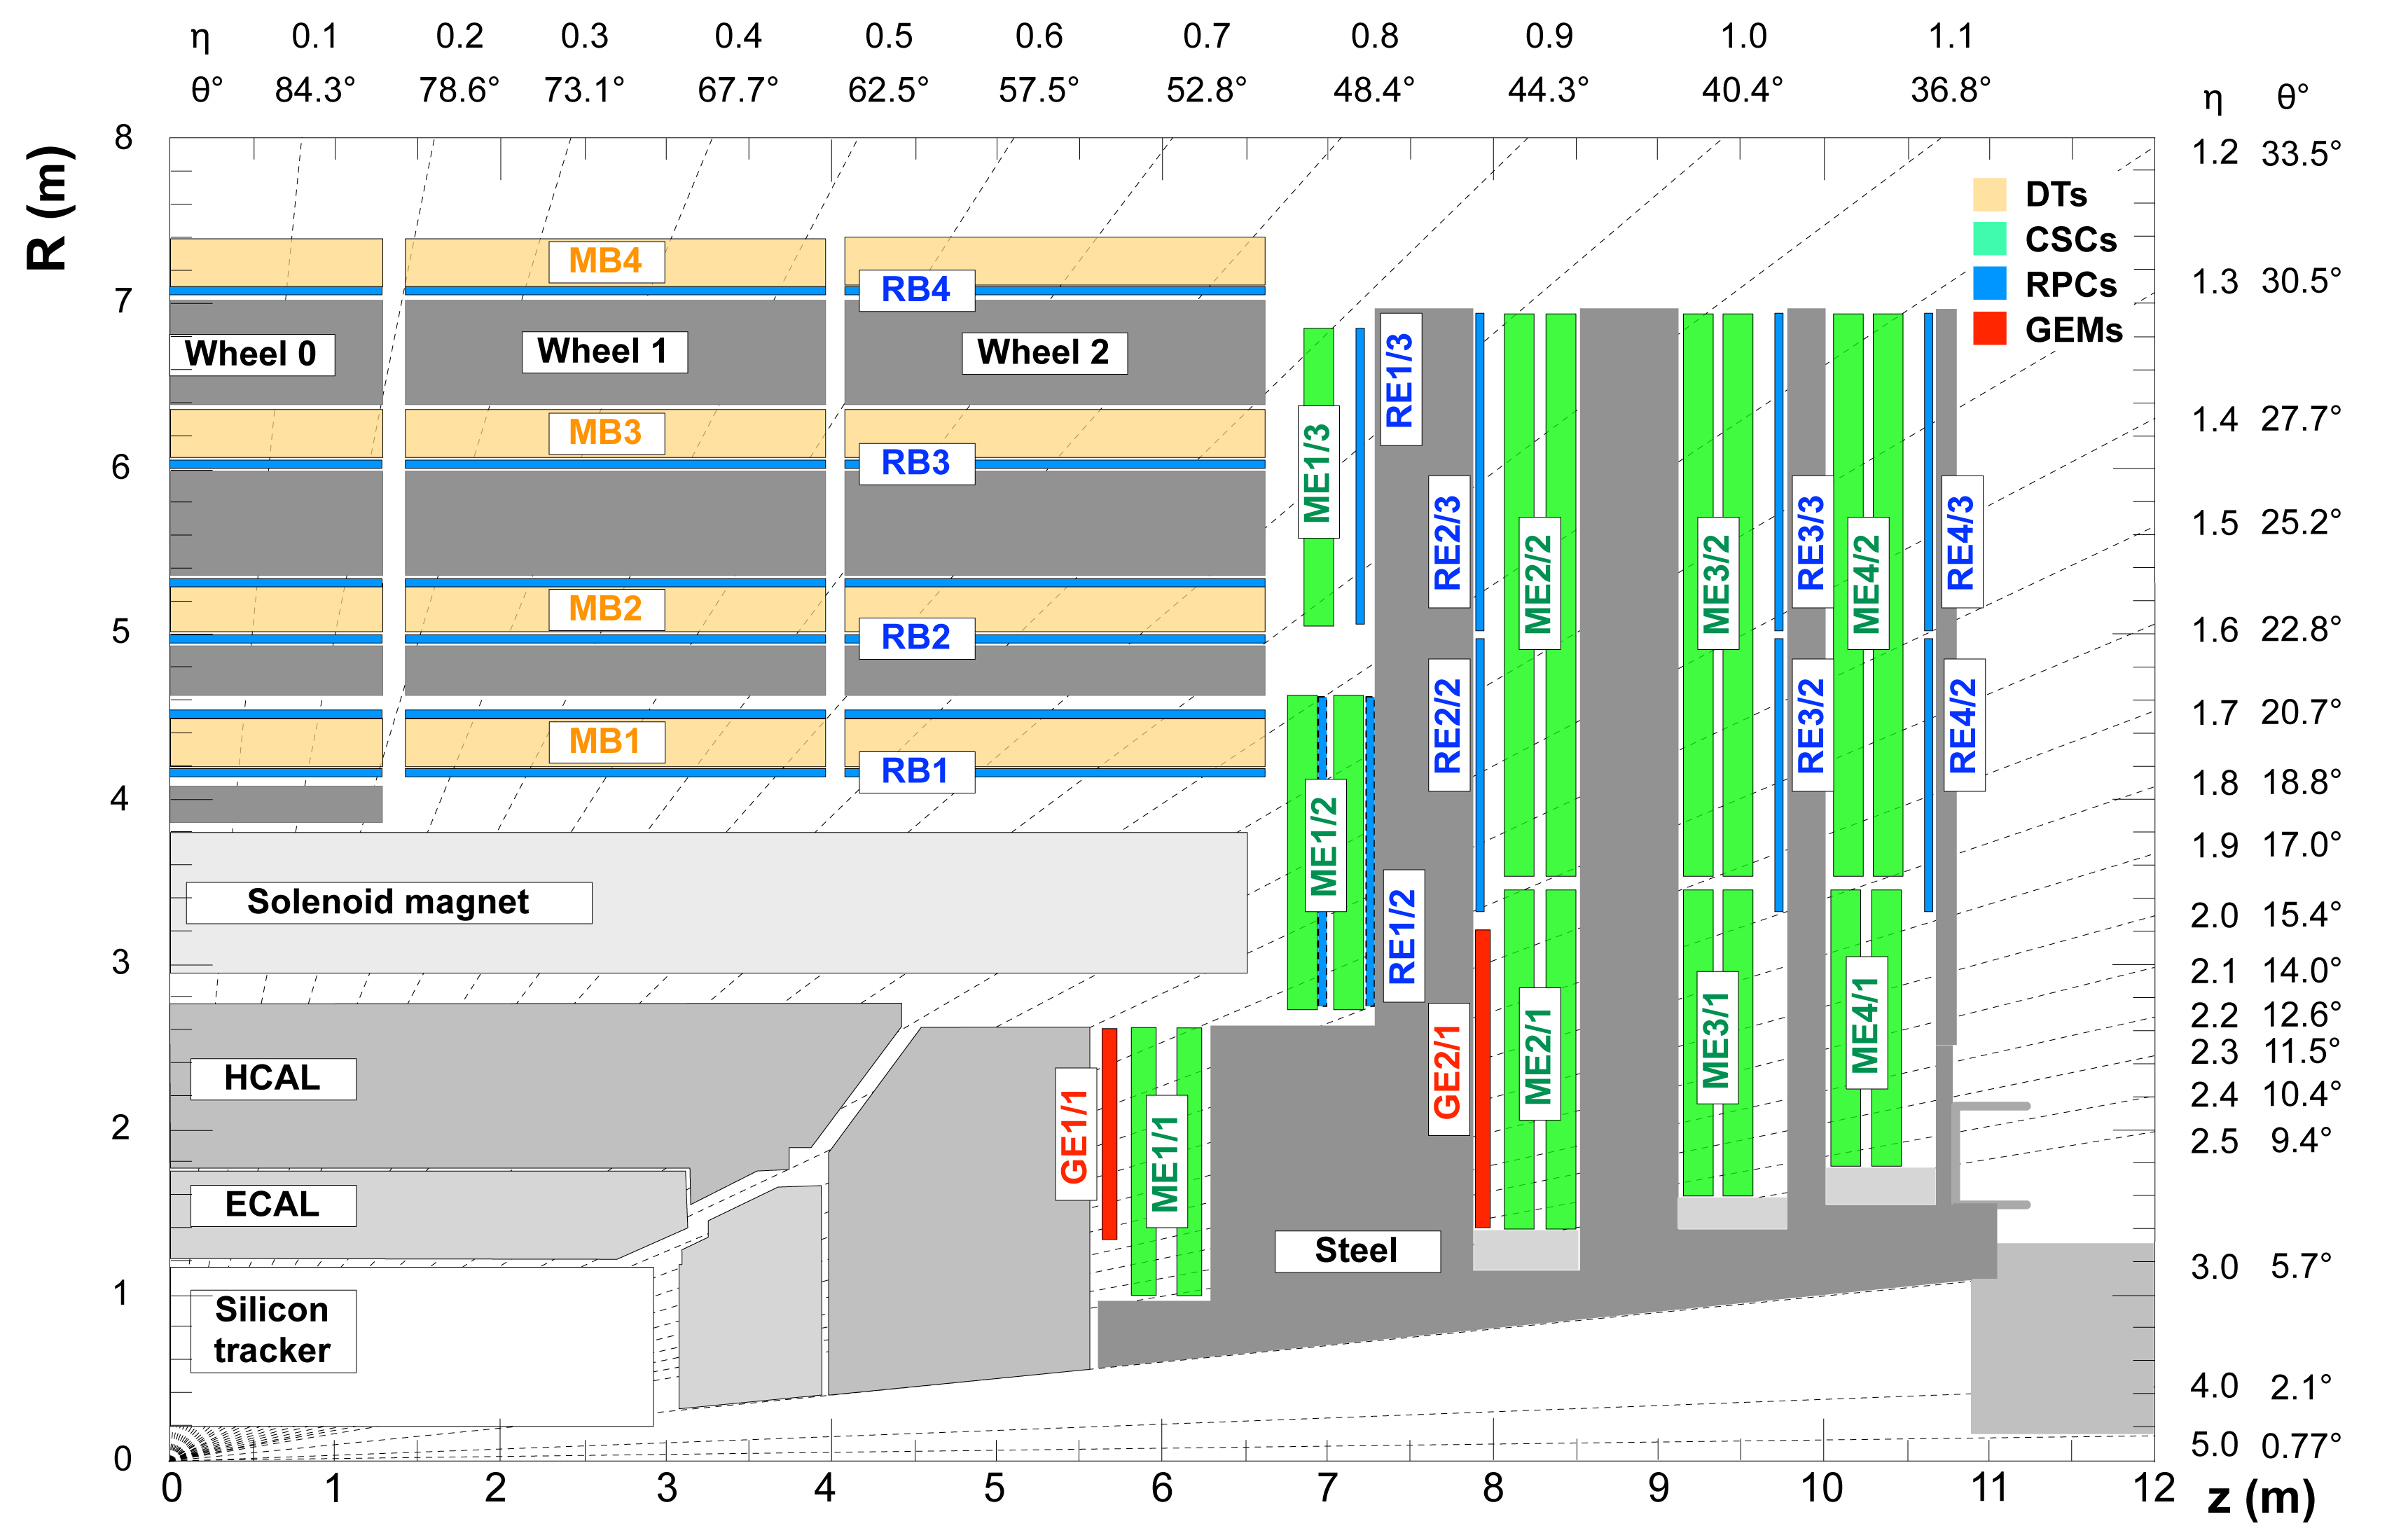 η 0.1 0.2 0.3 0.4 0.5 0.6 0.7 0.8 0.9 1.0 1.1
θ° 84.3° 78.6° 73.1° 67.7° 62.5° 57.5° 52.8° 48.4° 44.3° 40.4° 36.8°
η θ°
1.2 33.5°
1.3 30.5°
1.4 27.7°
1.5 25.2°
1.6 22.8°
1.7 20.7°
1.8 18.8°
1.9 17.0°
2.0 15.4°
2.1 14.0°
2.2 12.6°
2.3 11.5°
2.4 10.4°
2.5 9.4°
3.0 5.7°
4.0 2.1°
5.0 0.77°
R (m)
8
7
6
5
4
3
2
1
0
DTs
CSCs
RPCs
GEMs
MB4
RB4
Wheel 0
Wheel 1
Wheel 2
MB3
RB3
MB2
RB2
MB1
RB1
Solenoid magnet
HCAL
ECAL
Silicon
tracker
Steel
ME1/3
RE1/3
RE2/3
ME2/2
ME3/2
RE3/3
ME4/2
RE4/3
RE2/2
RE3/2
RE4/2
ME1/2
RE1/2
GE1/1
ME1/1
GE2/1
ME2/1
ME3/1
ME4/1
0 1 2 3 4 5 6 7 8 9 10 11 12
z (m)